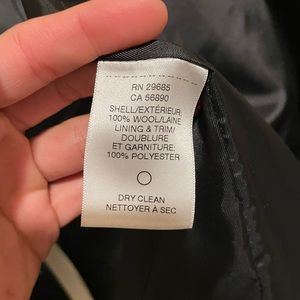 RN 29685
CA 56890
SHELL/EXTÉRIEUR
100% WOOL/LAINE
LINING & TRIM/
DOUBLURE
ET GARNITURE:
100% POLYESTER
DRY CLEAN
NETTOYER À SEC